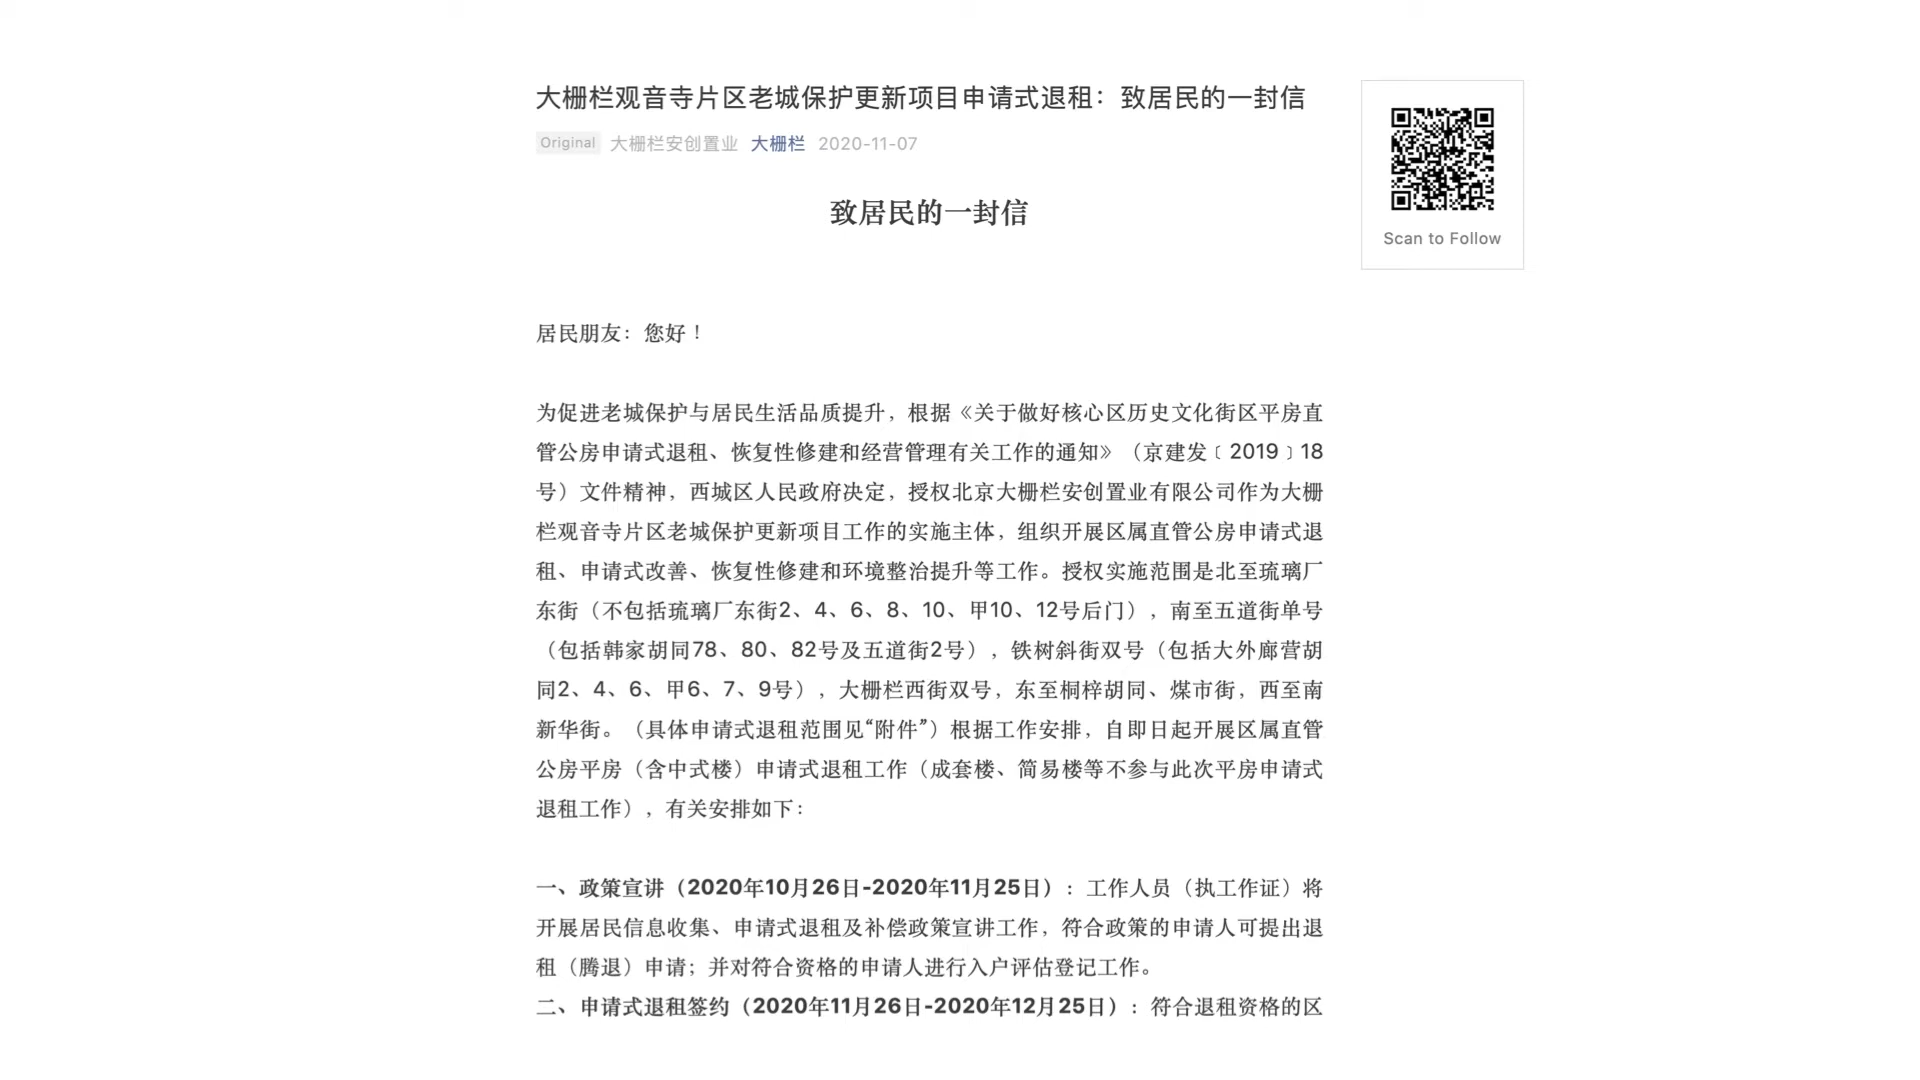 大栅栏观音寺片区老城保护更新项目申请式退租：致居民的一封信
Original 大栅栏安创置业 大栅栏 2020-11-07
Scan to Follow
致居民的一封信
居民朋友：您好！
为促进老城保护与居民生活品质提升，根据《关于做好核心区历史文化街区平房直
管公房申请式退租、恢复性修建和经营管理有关工作的通知》（京建发﹝2019﹞18
号）文件精神，西城区人民政府决定，授权北京大栅栏安创置业有限公司作为大栅
栏观音寺片区老城保护更新项目工作的实施主体，组织开展区属直管公房申请式退
租、申请式改善、恢复性修建和环境整治提升等工作。授权实施范围是北至琉璃厂
东街（不包括琉璃厂东街2、4、6、8、10、甲10、12号后门），南至五道街单号
（包括韩家胡同78、80、82号及五道街2号），铁树斜街双号（包括大外廊营胡
同2、4、6、甲6、7、9号），大栅栏西街双号，东至桐梓胡同、煤市街，西至南
新华街。（具体申请式退租范围见“附件”）根据工作安排，自即日起开展区属直管
公房平房（含中式楼）申请式退租工作（成套楼、简易楼等不参与此次平房申请式
退租工作），有关安排如下：
一、政策宣讲（2020年10月26日-2020年11月25日）：工作人员（执工作证）将
开展居民信息收集、申请式退租及补偿政策宣讲工作，符合政策的申请人可提出退
租（腾退）申请；并对符合资格的申请人进行入户评估登记工作。
二、申请式退租签约（2020年11月26日-2020年12月25日）：符合退租资格的区